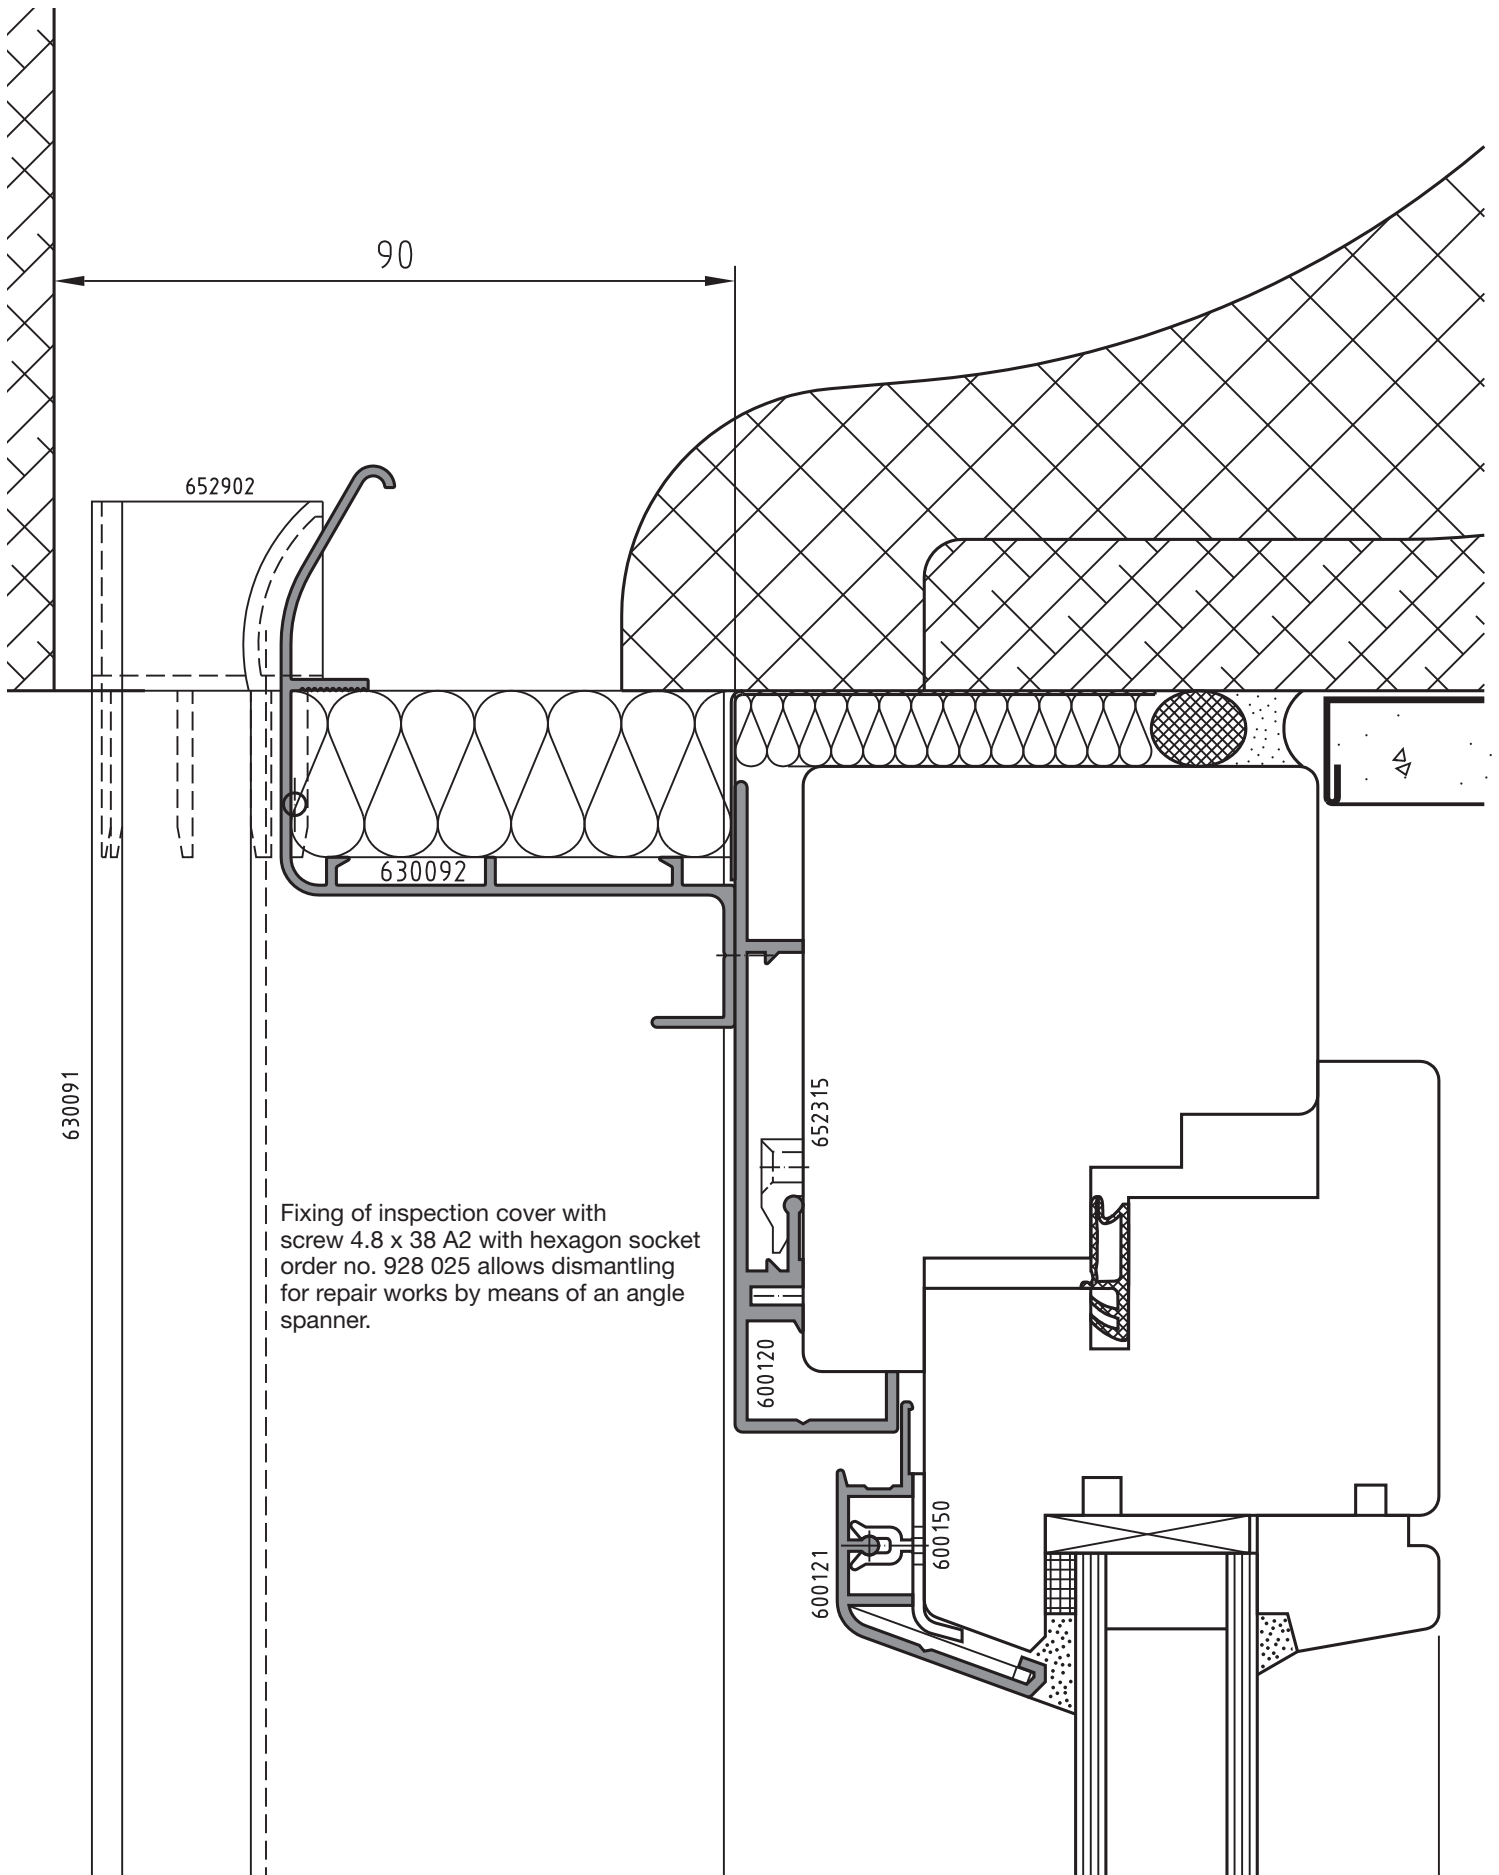 90
652902
630092
630091
652315
Fixing of inspection cover with
screw 4.8 x 38 A2 with hexagon socket
order no. 928 025 allows dismantling
for repair works by means of an angle
spanner.
600120
600150
600121